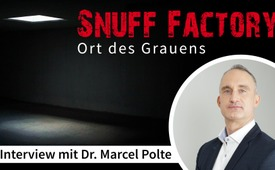 SNUFF FACTORY
Ort des Grauens
Interview mit Dr. Marcel Polte